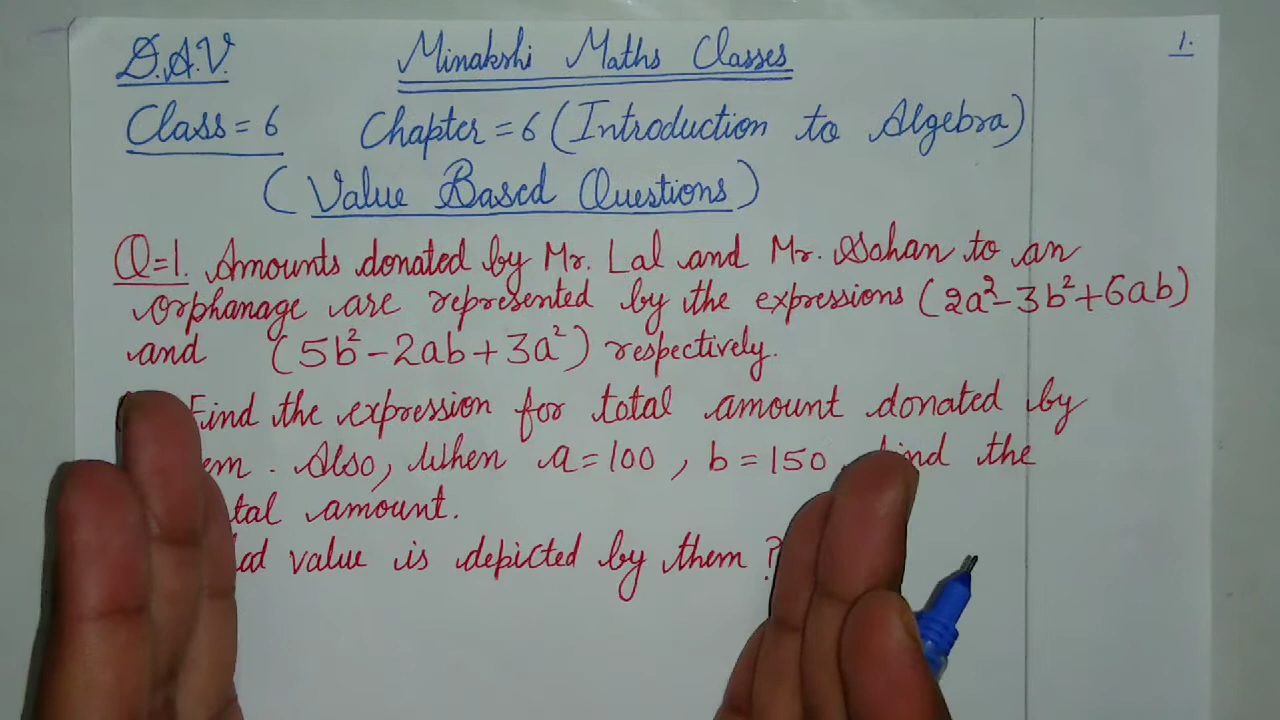 D.A.V. Minakshi Maths Classes 1.
Class = 6 Chapter = 6 (Introduction to Algebra)
(Value Based Questions)
Q=1. Amounts donated by Mr. Lal and Mr. Sahan to an
orphanage are represented by the expressions (2a²-3b²+6ab)
and (5b²-2ab+3a²) respectively.
Find the expression for total amount donated by
em. Also, When a=100, b=150, find the
tal amount.
value is depicted by them?